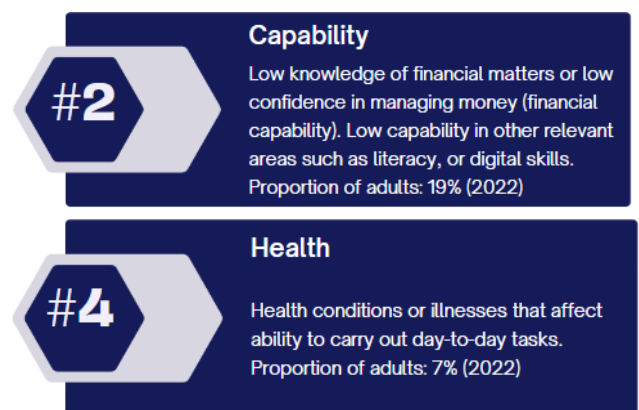 #2
Capability
Low knowledge of financial matters or low
confidence in managing money (financial
capability). Low capability in other relevant
areas such as literacy, or digital skills.
Proportion of adults: 19% (2022)
#4
Health
Health conditions or illnesses that affect
ability to carry out day-to-day tasks.
Proportion of adults: 7% (2022)